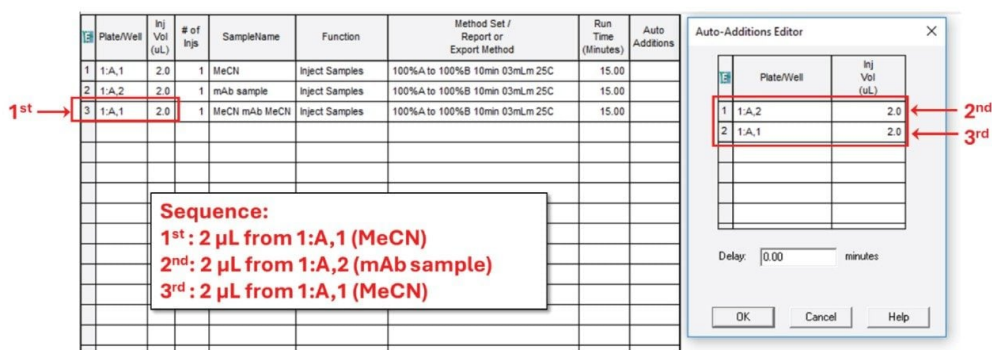 Plate/Well Inj Vol (uL) # of Injs SampleName Function Method Set / Report or Export Method Run Time (Minutes) Auto Additions
1 1:A,1 2.0 1 MeCN Inject Samples 100%A to 100%B 10min 03mLm 25C 15.00
2 1:A,2 2.0 1 mAb sample Inject Samples 100%A to 100%B 10min 03mLm 25C 15.00
1st 3 1:A,1 2.0 1 MeCN mAb MeCN Inject Samples 100%A to 100%B 10min 03mLm 25C 15.00
Sequence:
1st : 2 µL from 1:A,1 (MeCN)
2nd: 2 µL from 1:A,2 (mAb sample)
3rd : 2 µL from 1:A,1 (MeCN)
Auto-Additions Editor
Plate/Well Inj Vol (uL)
1 1:A,2 2.0 2nd
2 1:A,1 2.0 3rd
Delay: 0.00 minutes
OK Cancel Help